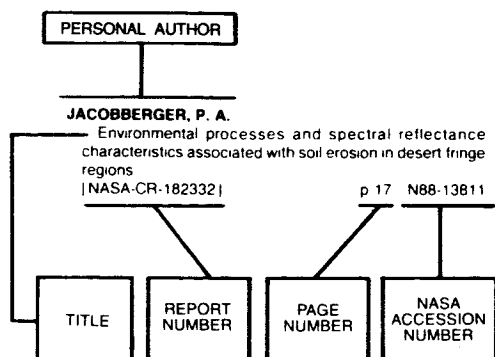 PERSONAL AUTHOR
JACOBBERGER, P. A.
Environmental processes and spectral reflectance
characteristics associated with soil erosion in desert fringe
regions
[NASA-CR-182332] p 17 N88-13811
TITLE
REPORT
NUMBER
PAGE
NUMBER
NASA
ACCESSION
NUMBER